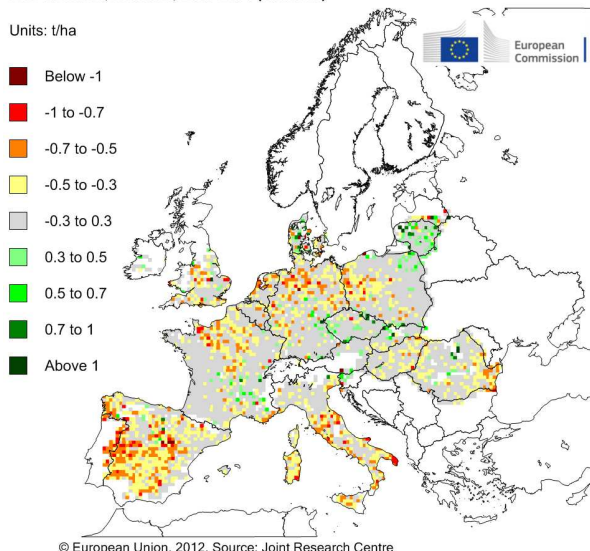 Units: t/ha
European
Commission
Below -1
-1 to -0.7
-0.7 to -0.5
-0.5 to -0.3
-0.3 to 0.3
0.3 to 0.5
0.5 to 0.7
0.7 to 1
Above 1
© European Union, 2012. Source: Joint Research Centre